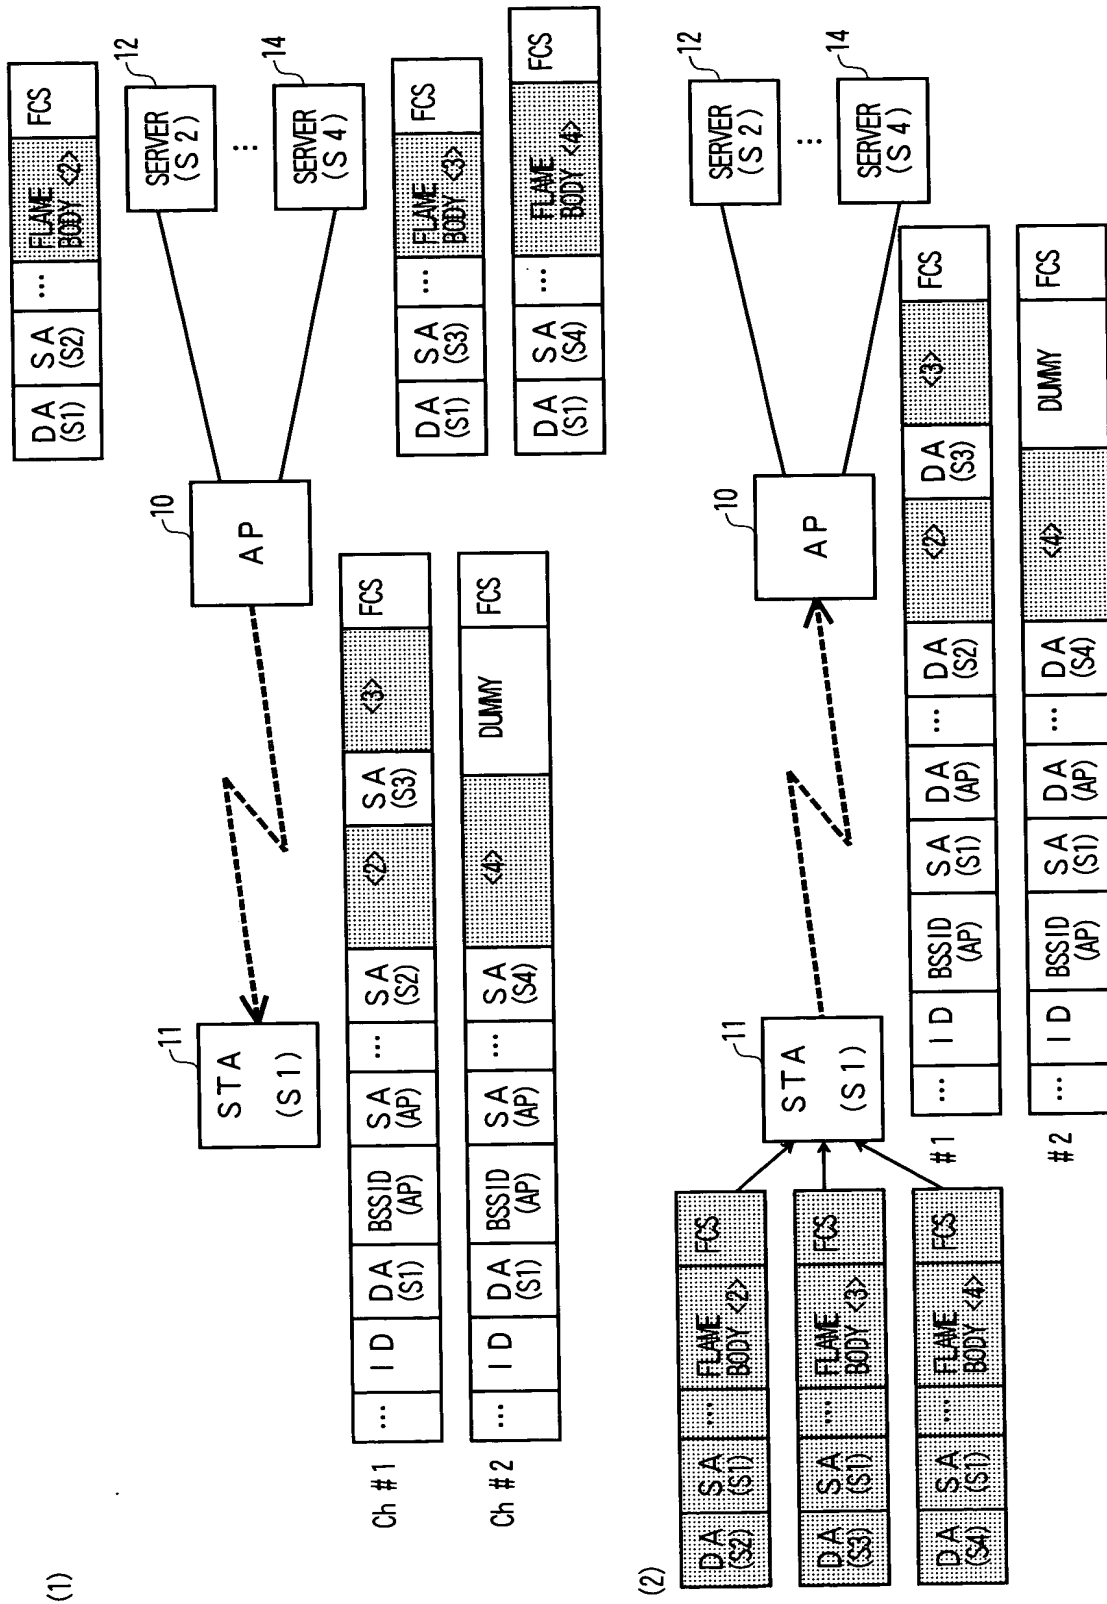 (1)
DA
(S1)
SA
(S2)
...
FLAME
BODY <2>
FCS
SERVER
(S2)
12
...
SERVER
(S4)
14
AP
10
STA
(S1)
11
DA
(S1)
SA
(S3)
...
FLAME
BODY <3>
FCS
DA
(S1)
SA
(S4)
...
FLAME
BODY <4>
FCS
Ch #1
...
ID
DA
(S1)
BSSID
(AP)
SA
(AP)
...
SA
(S2)
<2>
SA
(S3)
<3>
FCS
Ch #2
...
ID
DA
(S1)
BSSID
(AP)
SA
(AP)
...
SA
(S4)
<4>
DUMMY
FCS
(2)
DA
(S2)
SA
(S1)
...
FLAME
BODY <2>
FCS
DA
(S3)
SA
(S1)
...
FLAME
BODY <3>
FCS
DA
(S4)
SA
(S1)
...
FLAME
BODY <4>
FCS
STA
(S1)
11
AP
10
SERVER
(S2)
12
...
SERVER
(S4)
14
#1
...
ID
BSSID
(AP)
SA
(S1)
DA
(AP)
...
DA
(S2)
<2>
DA
(S3)
<3>
FCS
#2
...
ID
BSSID
(AP)
SA
(S1)
DA
(AP)
...
DA
(S4)
<4>
DUMMY
FCS